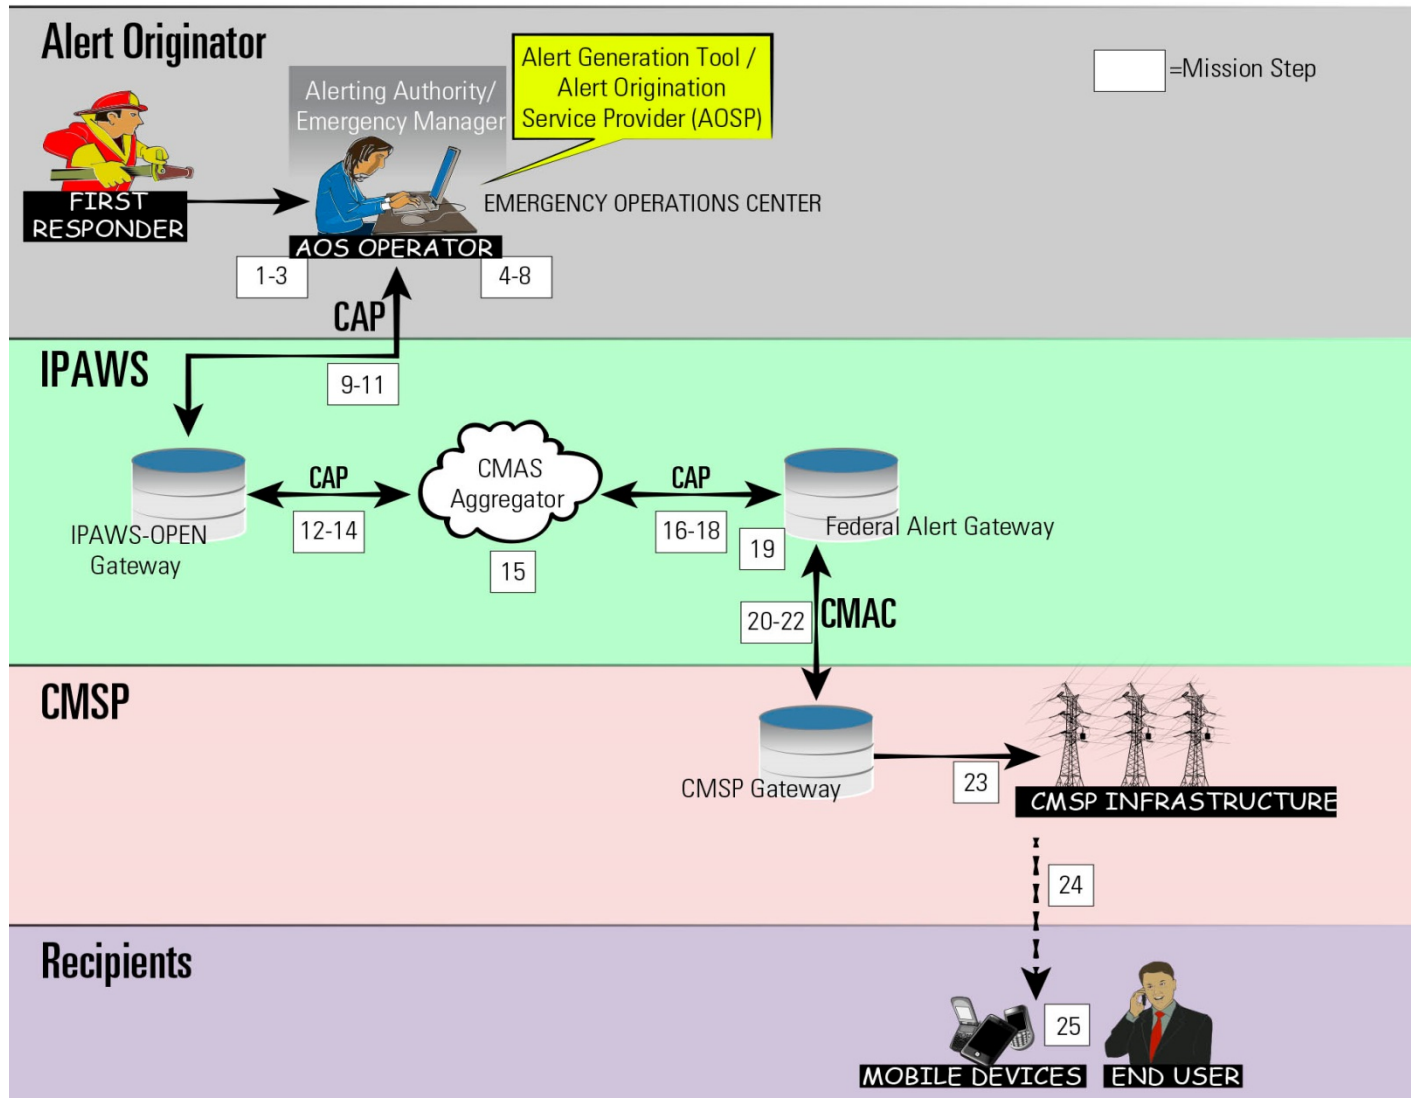 Alert Originator
Alert Generation Tool /
Alert Origination
Service Provider (AOSP)
=Mission Step
Alerting Authority/
Emergency Manager
FIRST
RESPONDER
EMERGENCY OPERATIONS CENTER
AOS OPERATOR
1-3
4-8
CAP
IPAWS
9-11
CAP
CMAS
Aggregator
CAP
IPAWS-OPEN
Gateway
12-14
15
16-18
19
Federal Alert Gateway
20-22
CMAC
CMSP
CMSP Gateway
23
CMSP INFRASTRUCTURE
24
Recipients
25
MOBILE DEVICES
END USER